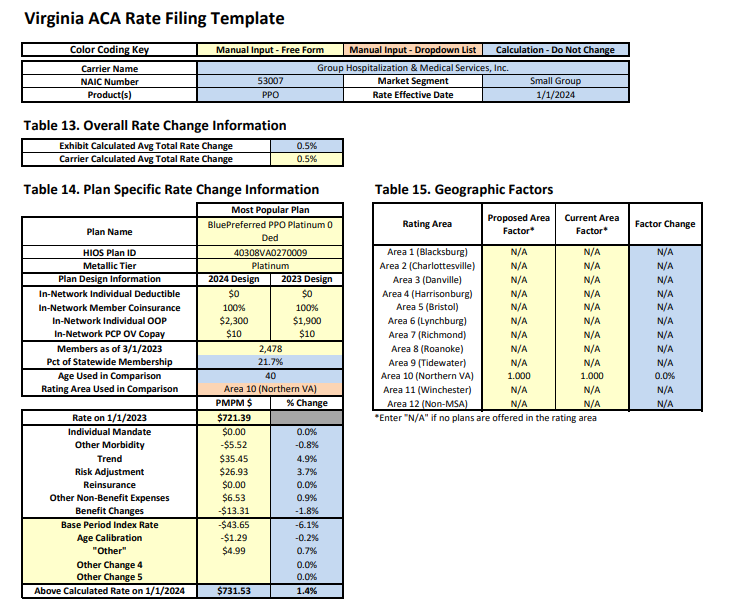 Virginia ACA Rate Filing Template
Color Coding Key Manual Input - Free Form Manual Input - Dropdown List Calculation - Do Not Change
Carrier Name Group Hospitalization & Medical Services, Inc.
NAIC Number 53007 Market Segment Small Group
Product(s) PPO Rate Effective Date 1/1/2024
Table 13. Overall Rate Change Information
Exhibit Calculated Avg Total Rate Change 0.5%
Carrier Calculated Avg Total Rate Change 0.5%
Table 14. Plan Specific Rate Change Information
Most Popular Plan
Plan Name BluePreferred PPO Platinum 0
Ded
HIOS Plan ID 40308VA0270009
Metallic Tier Platinum
Plan Design Information 2024 Design 2023 Design
In-Network Individual Deductible $0 $0
In-Network Member Coinsurance 100% 100%
In-Network Individual OOP $2,300 $1,900
In-Network PCP OV Copay $10 $10
Members as of 3/1/2023 2,478
Pct of Statewide Membership 21.7%
Age Used in Comparison 40
Rating Area Used in Comparison Area 10 (Northern VA)
PMPM $ % Change
Rate on 1/1/2023 $721.39
Individual Mandate $0.00 0.0%
Other Morbidity -$5.52 -0.8%
Trend $35.45 4.9%
Risk Adjustment $26.93 3.7%
Reinsurance $0.00 0.0%
Other Non-Benefit Expenses $6.53 0.9%
Benefit Changes -$13.31 -1.8%
Base Period Index Rate -$43.65 -6.1%
Age Calibration -$1.29 -0.2%
"Other" $4.99 0.7%
Other Change 4 0.0%
Other Change 5 0.0%
Above Calculated Rate on 1/1/2024 $731.53 1.4%
Table 15. Geographic Factors
Rating Area Proposed Area Factor* Current Area Factor* Factor Change
Area 1 (Blacksburg) N/A N/A N/A
Area 2 (Charlottesville) N/A N/A N/A
Area 3 (Danville) N/A N/A N/A
Area 4 (Harrisonburg) N/A N/A N/A
Area 5 (Bristol) N/A N/A N/A
Area 6 (Lynchburg) N/A N/A N/A
Area 7 (Richmond) N/A N/A N/A
Area 8 (Roanoke) N/A N/A N/A
Area 9 (Tidewater) N/A N/A N/A
Area 10 (Northern VA) 1.000 1.000 0.0%
Area 11 (Winchester) N/A N/A N/A
Area 12 (Non-MSA) N/A N/A N/A
*Enter "N/A" if no plans are offered in the rating area